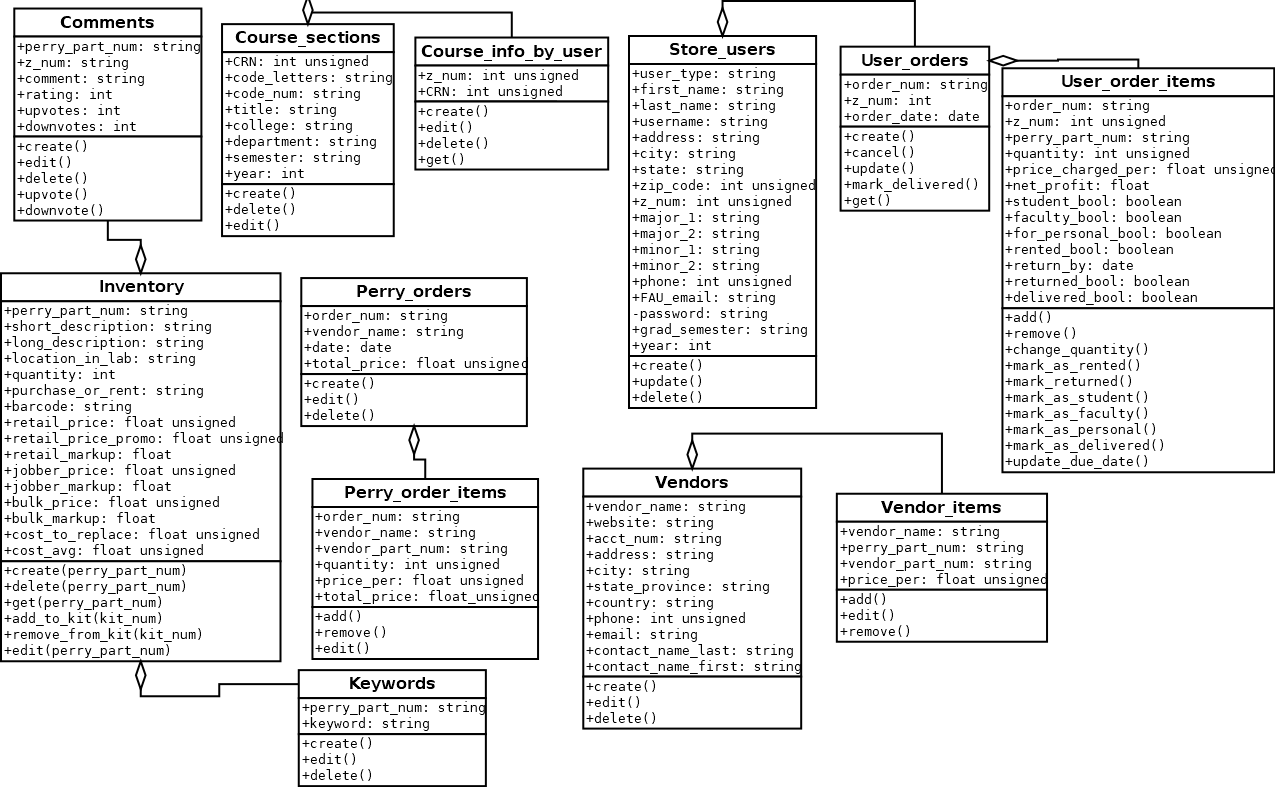 Comments
+perry_part_num: string
+z_num: string
+comment: string
+rating: int
+upvotes: int
+downvotes: int
+create()
+edit()
+delete()
+upvote()
+downvote()
Course_sections
+CRN: int unsigned
+code_letters: string
+code_num: string
+title: string
+college: string
+department: string
+semester: string
+year: int
+create()
+delete()
+edit()
Course_info_by_user
+z_num: int unsigned
+CRN: int unsigned
+create()
+edit()
+delete()
+get()
Store_users
+user_type: string
+first_name: string
+last_name: string
+username: string
+address: string
+city: string
+state: string
+zip_code: int unsigned
+z_num: int unsigned
+major_1: string
+major_2: string
+minor_1: string
+minor_2: string
+phone: int unsigned
+FAU_email: string
-password: string
+grad_semester: string
+year: int
+create()
+update()
+delete()
User_orders
+order_num: string
+z_num: int
+order_date: date
+create()
+cancel()
+update()
+mark_delivered()
+get()
User_order_items
+order_num: string
+z_num: int unsigned
+perry_part_num: string
+quantity: int unsigned
+price_charged_per: float unsigned
+net_profit: float
+student_bool: boolean
+faculty_bool: boolean
+for_personal_bool: boolean
+rented_bool: boolean
+return_by: date
+returned_bool: boolean
+delivered_bool: boolean
+add()
+remove()
+change_quantity()
+mark_as_rented()
+mark_returned()
+mark_as_student()
+mark_as_faculty()
+mark_as_personal()
+mark_as_delivered()
+update_due_date()
Inventory
+perry_part_num: string
+short_description: string
+long_description: string
+location_in_lab: string
+quantity: int
+purchase_or_rent: string
+barcode: string
+retail_price: float unsigned
+retail_price_promo: float unsigned
+retail_markup: float
+jobber_price: float unsigned
+jobber_markup: float
+bulk_price: float unsigned
+bulk_markup: float
+cost_to_replace: float unsigned
+cost_avg: float unsigned
+create(perry_part_num)
+delete(perry_part_num)
+get(perry_part_num)
+add_to_kit(kit_num)
+remove_from_kit(kit_num)
+edit(perry_part_num)
Perry_orders
+order_num: string
+vendor_name: string
+date: date
+total_price: float unsigned
+create()
+edit()
+delete()
Perry_order_items
+order_num: string
+vendor_name: string
+vendor_part_num: string
+quantity: int unsigned
+price_per: float unsigned
+total_price: float_unsigned
+add()
+remove()
+edit()
Vendors
+vendor_name: string
+website: string
+acct_num: string
+address: string
+city: string
+state_province: string
+country: string
+phone: int unsigned
+email: string
+contact_name_last: string
+contact_name_first: string
+create()
+edit()
+delete()
Vendor_items
+vendor_name: string
+perry_part_num: string
+vendor_part_num: string
+price_per: float unsigned
+add()
+edit()
+remove()
Keywords
+perry_part_num: string
+keyword: string
+create()
+edit()
+delete()